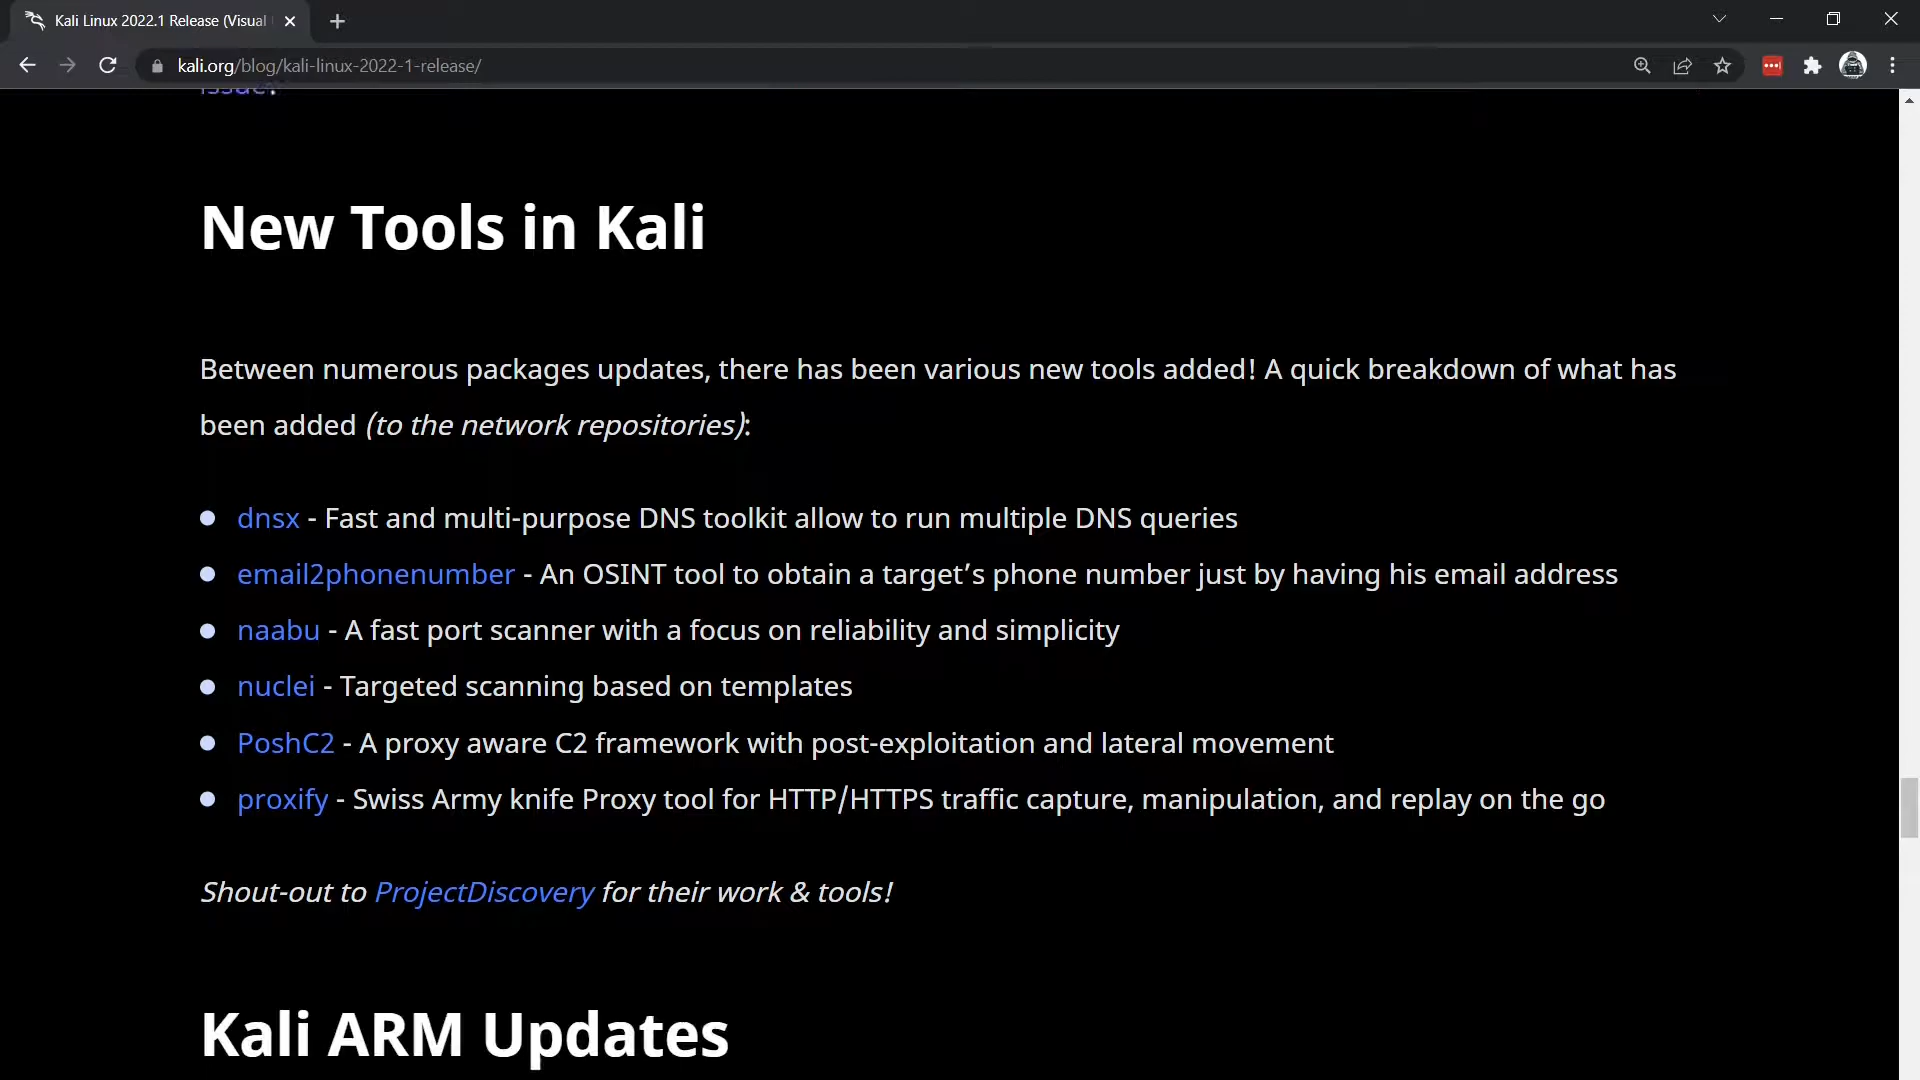 Kali Linux 2022.1 Release (Visual
kali.org/blog/kali-linux-2022-1-release/
issue.
New Tools in Kali
Between numerous packages updates, there has been various new tools added! A quick breakdown of what has
been added (to the network repositories):
dnsx - Fast and multi-purpose DNS toolkit allow to run multiple DNS queries
email2phonenumber - An OSINT tool to obtain a target’s phone number just by having his email address
naabu - A fast port scanner with a focus on reliability and simplicity
nuclei - Targeted scanning based on templates
PoshC2 - A proxy aware C2 framework with post-exploitation and lateral movement
proxify - Swiss Army knife Proxy tool for HTTP/HTTPS traffic capture, manipulation, and replay on the go
Shout-out to ProjectDiscovery for their work & tools!
Kali ARM Updates